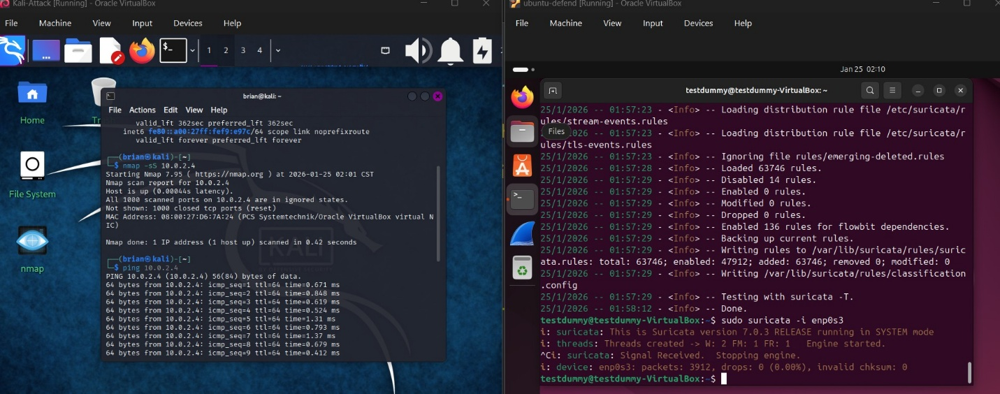 Kali-Attack [Running] - Oracle VirtualBox
File Machine View Input Devices Help
1 2 3 4
Home
File System
nmap
brian@kali: ~
File Actions Edit View Help
valid_lft 362sec preferred_lft 362sec
inet6 fe80::a00:27ff:fef9:e97c/64 scope link noprefixroute
valid_lft forever preferred_lft forever
┌──(brian㉿kali)-[~]
└─$ nmap -sS 10.0.2.4
Starting Nmap 7.95 ( https://nmap.org ) at 2026-01-25 02:01 CST
Nmap scan report for 10.0.2.4
Host is up (0.00044s latency).
All 1000 scanned ports on 10.0.2.4 are in ignored states.
Not shown: 1000 closed tcp ports (reset)
MAC Address: 08:00:27:D6:7A:24 (PCS Systemtechnik/Oracle VirtualBox virtual N
IC)
Nmap done: 1 IP address (1 host up) scanned in 0.42 seconds
┌──(brian㉿kali)-[~]
└─$ ping 10.0.2.4
PING 10.0.2.4 (10.0.2.4) 56(84) bytes of data.
64 bytes from 10.0.2.4: icmp_seq=1 ttl=64 time=0.671 ms
64 bytes from 10.0.2.4: icmp_seq=2 ttl=64 time=0.848 ms
64 bytes from 10.0.2.4: icmp_seq=3 ttl=64 time=0.619 ms
64 bytes from 10.0.2.4: icmp_seq=4 ttl=64 time=0.524 ms
64 bytes from 10.0.2.4: icmp_seq=5 ttl=64 time=1.31 ms
64 bytes from 10.0.2.4: icmp_seq=6 ttl=64 time=0.793 ms
64 bytes from 10.0.2.4: icmp_seq=7 ttl=64 time=1.37 ms
64 bytes from 10.0.2.4: icmp_seq=8 ttl=64 time=0.679 ms
64 bytes from 10.0.2.4: icmp_seq=9 ttl=64 time=0.412 ms
KALI
ubuntu-defend [Running] - Oracle VirtualBox
File Machine View Input Devices Help
Jan 25 02:10
testdummy@testdummy-VirtualBox: ~
Files
25/1/2026 -- 01:57:23 - <Info> -- Loading distribution rule file /etc/suricata/r
ules/stream-events.rules
25/1/2026 -- 01:57:23 - <Info> -- Loading distribution rule file /etc/suricata/r
ules/tls-events.rules
25/1/2026 -- 01:57:23 - <Info> -- Ignoring file rules/emerging-deleted.rules
25/1/2026 -- 01:57:28 - <Info> -- Loaded 63746 rules.
25/1/2026 -- 01:57:29 - <Info> -- Disabled 14 rules.
25/1/2026 -- 01:57:29 - <Info> -- Enabled 0 rules.
25/1/2026 -- 01:57:29 - <Info> -- Modified 0 rules.
25/1/2026 -- 01:57:29 - <Info> -- Dropped 0 rules.
25/1/2026 -- 01:57:29 - <Info> -- Enabled 136 rules for flowbit dependencies.
25/1/2026 -- 01:57:29 - <Info> -- Backing up current rules.
25/1/2026 -- 01:57:29 - <Info> -- Writing rules to /var/lib/suricata/rules/suric
ata.rules: total: 63746; enabled: 47912; added: 63746; removed 0; modified: 0
25/1/2026 -- 01:57:29 - <Info> -- Writing /var/lib/suricata/rules/classification
.config
25/1/2026 -- 01:57:29 - <Info> -- Testing with suricata -T.
25/1/2026 -- 01:58:12 - <Info> -- Done.
testdummy@testdummy-VirtualBox:~$ sudo suricata -i enp0s3
i: suricata: This is Suricata version 7.0.3 RELEASE running in SYSTEM mode
i: threads: Threads created -> W: 2 FM: 1 FR: 1   Engine started.
^Ci: suricata: Signal Received.  Stopping engine.
i: device: enp0s3: packets: 3912, drops: 0 (0.00%), invalid chksum: 0
testdummy@testdummy-VirtualBox:~$